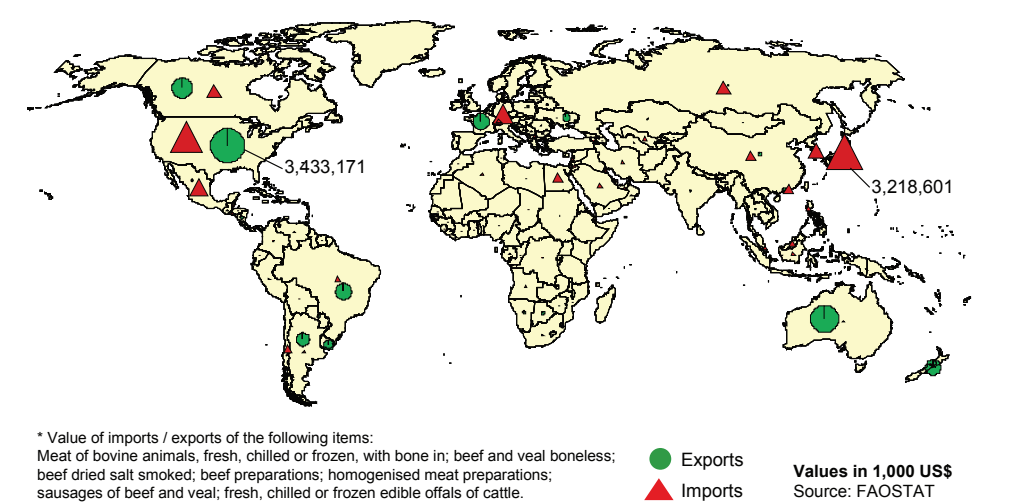 3,433,171
3,218,601
* Value of imports / exports of the following items:
Meat of bovine animals, fresh, chilled or frozen, with bone in; beef and veal boneless;
beef dried salt smoked; beef preparations; homogenised meat preparations;
sausages of beef and veal; fresh, chilled or frozen edible offals of cattle.
Exports
Imports
Values in 1,000 US$
Source: FAOSTAT